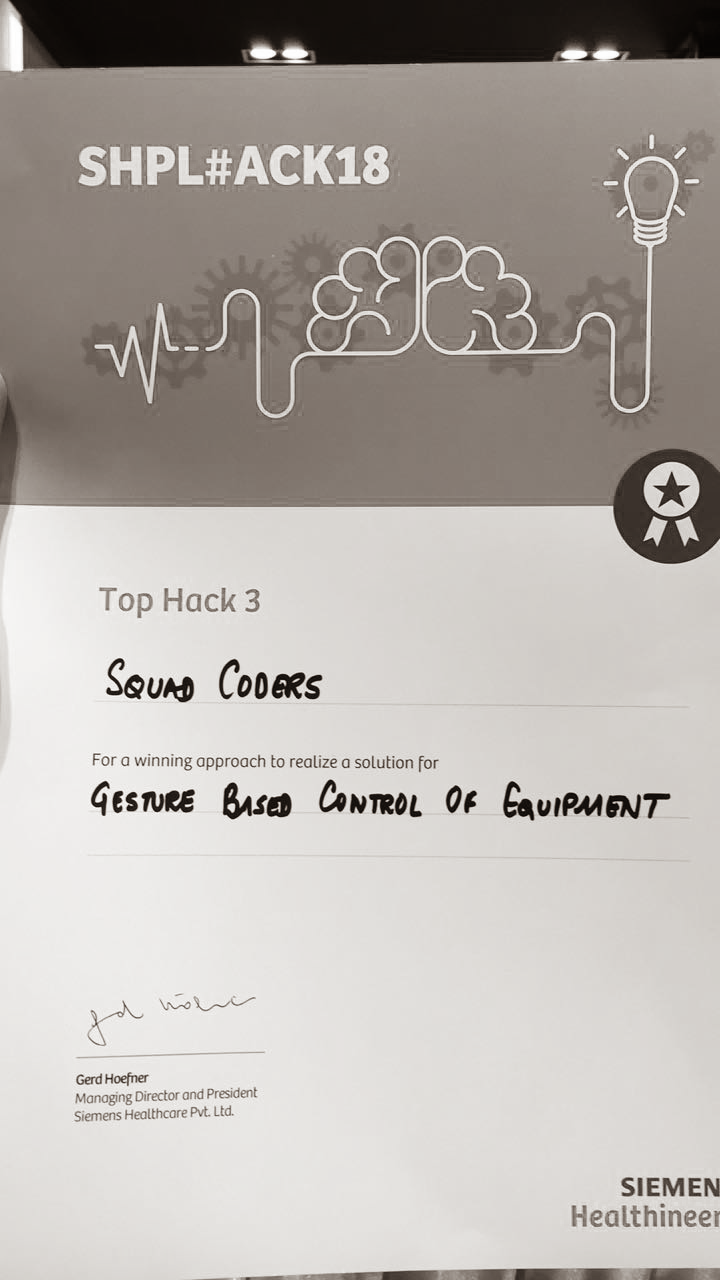 SHPL#ACK18
Top Hack 3
SQUAD CODERS
For a winning approach to realize a solution for
GESTURE BASED CONTROL OF EQUIPMENT
Gerd Hoefner
Managing Director and President
Siemens Healthcare Pvt. Ltd.
SIEMEN
Healthineer